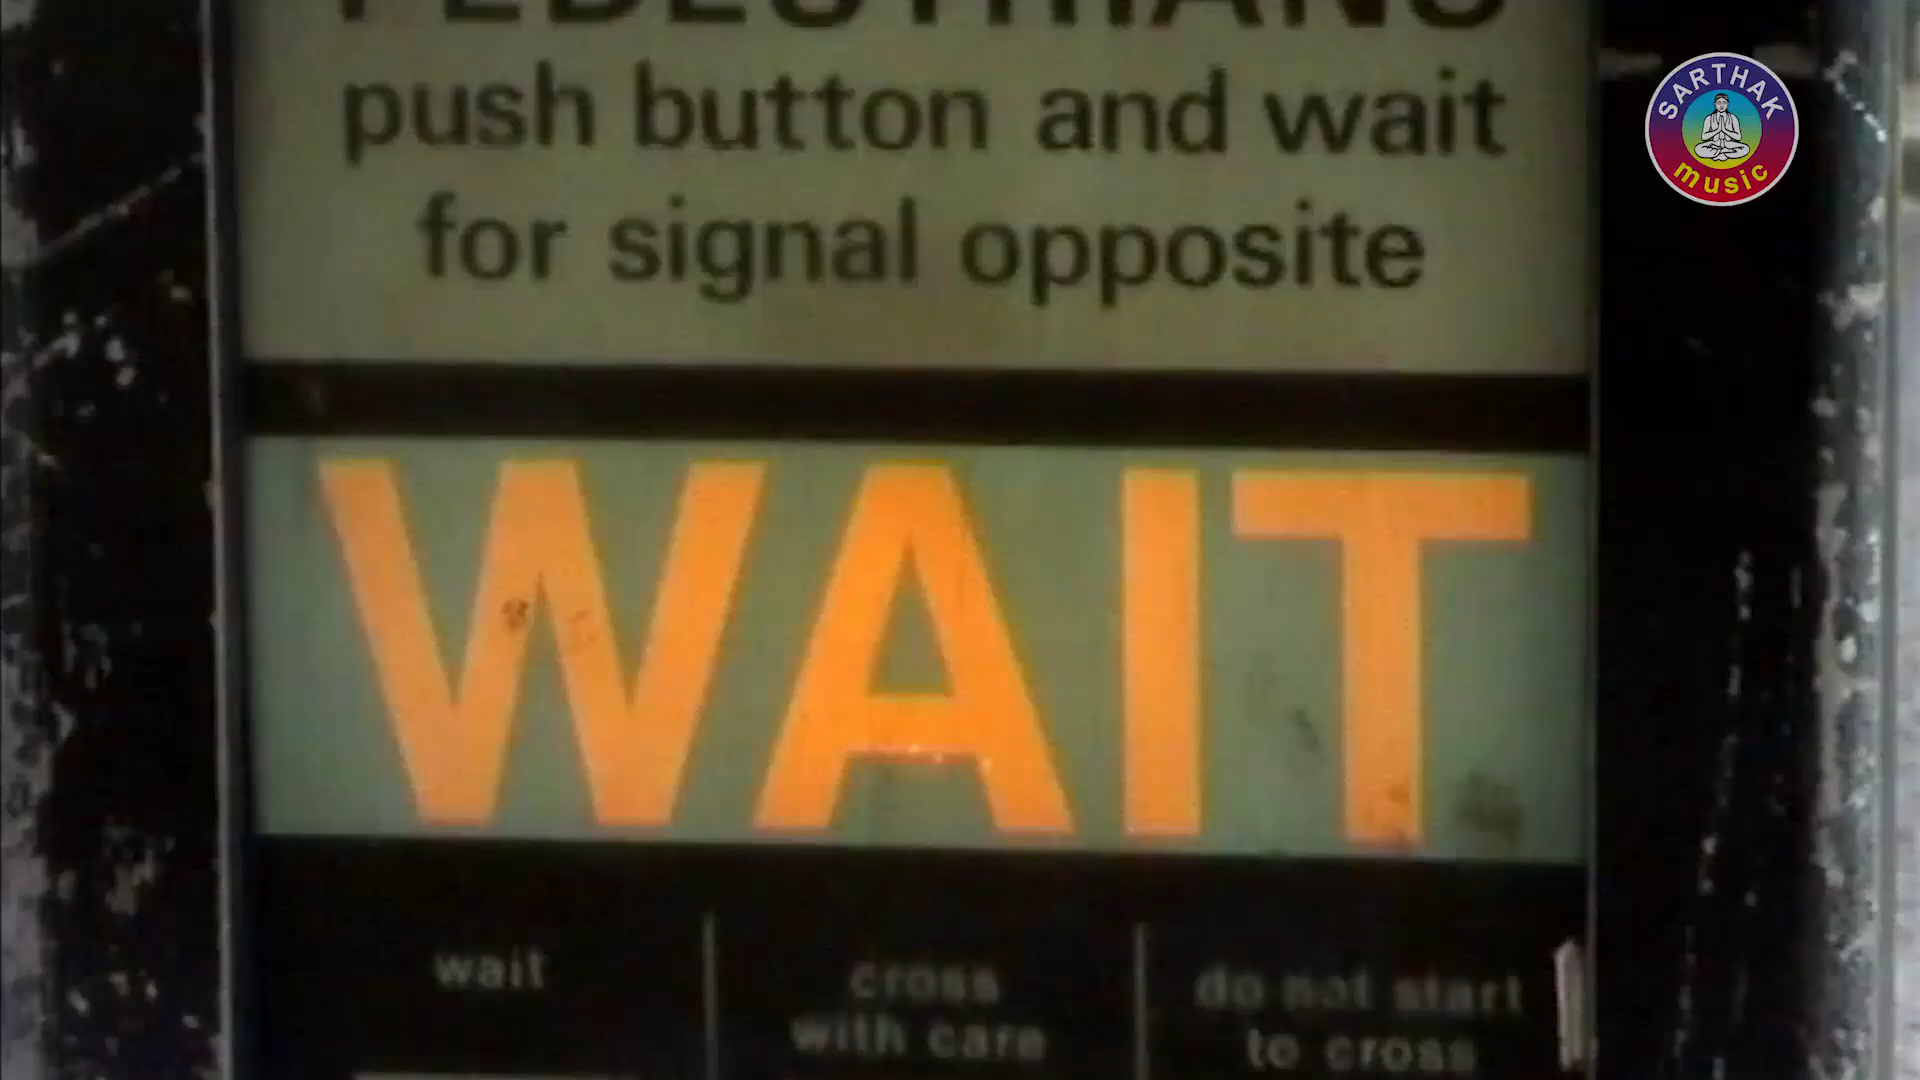 PEDESTRIANS
push button and wait
for signal opposite
WAIT
wait
cross
with care
do not start
to cross
SARTHAK
music